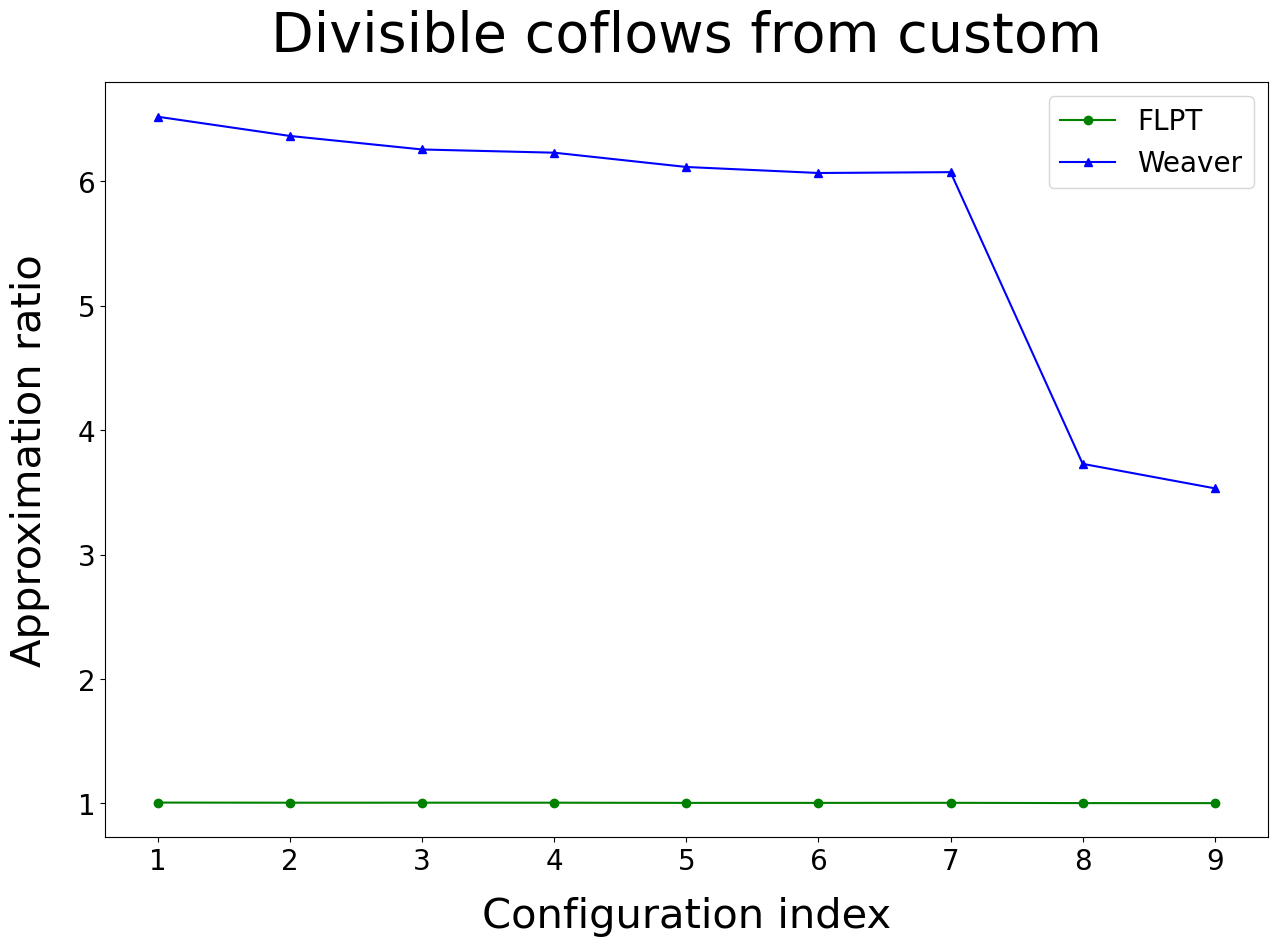 Divisible coflows from custom
FLPT
Weaver
Approximation ratio
6
5
4
3
2
1
1 2 3 4 5 6 7 8 9
Configuration index